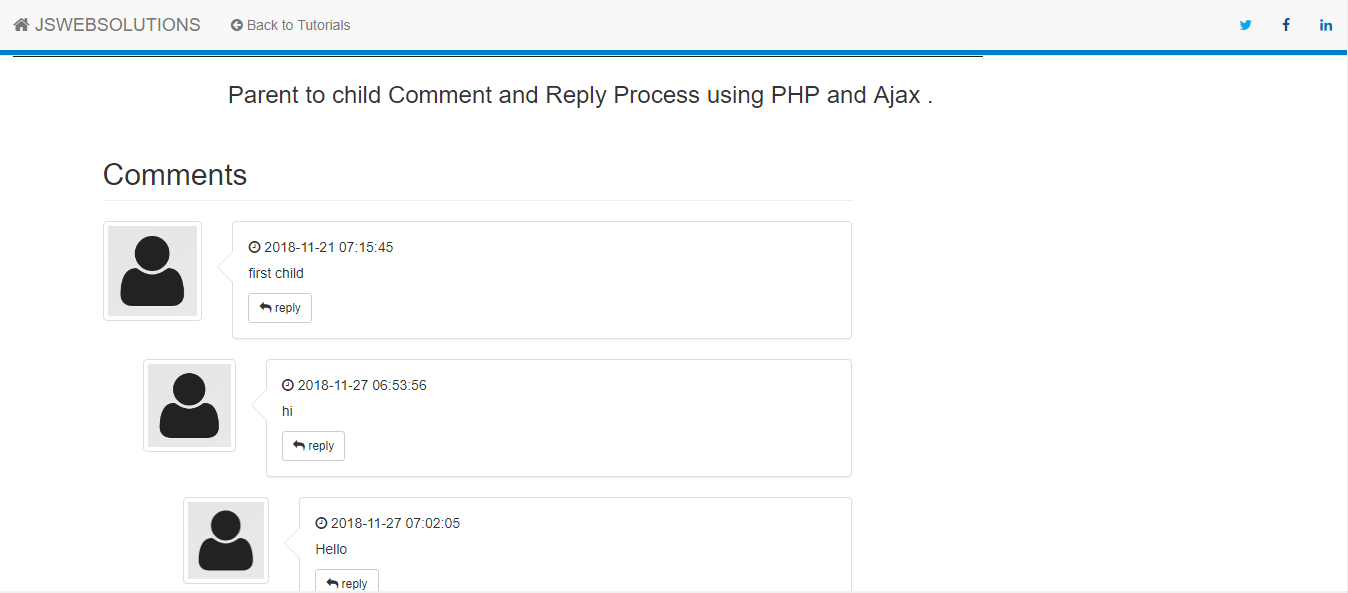 JSWEBSOLUTIONS Back to Tutorials
Parent to child Comment and Reply Process using PHP and Ajax .
Comments
2018-11-21 07:15:45
first child
reply
2018-11-27 06:53:56
hi
reply
2018-11-27 07:02:05
Hello
reply